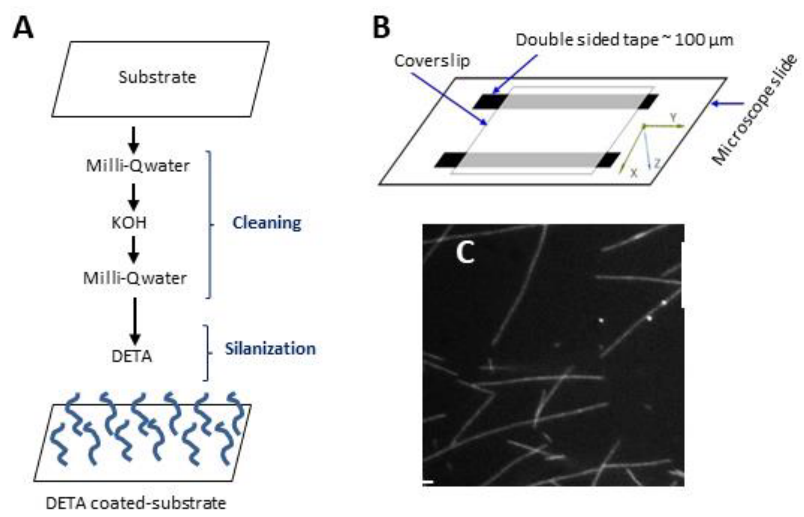 A
Substrate
Milli-Qwater
KOH
Milli-Qwater
Cleaning
DETA
Silanization
DETA coated-substrate
B
Double sided tape ~ 100 µm
Coverslip
Microscope slide
Y
X
Z
C